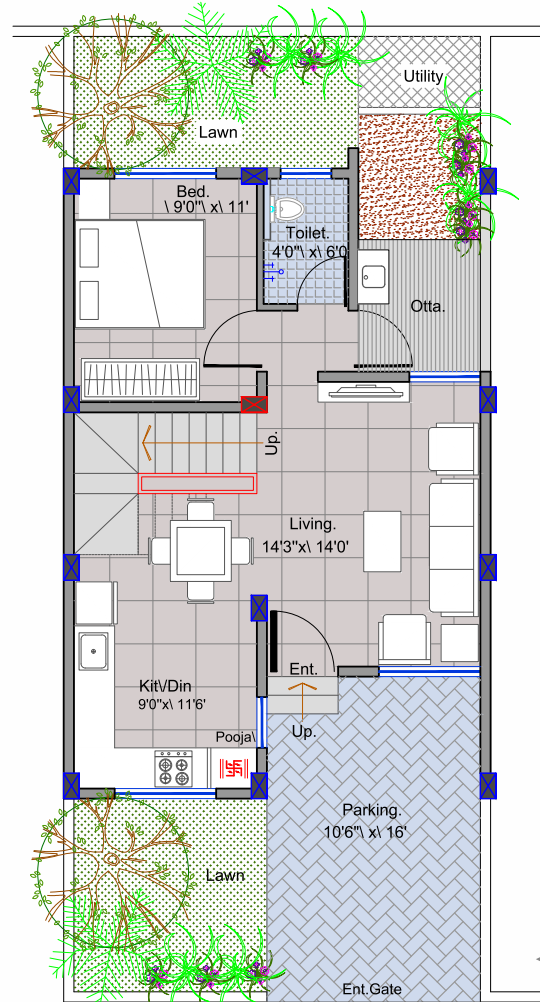 Utility
Lawn
Bed.
\ 9'0"\ x\ 11'
Toilet.
4'0"\ x\ 6'0
Otta.
Up.
Living.
14'3"x\ 14'0'
Ent.
Kit\/Din
9'0"x\ 11'6'
Pooja\
Up.
Parking.
10'6"\ x\ 16'
Lawn
Ent.Gate